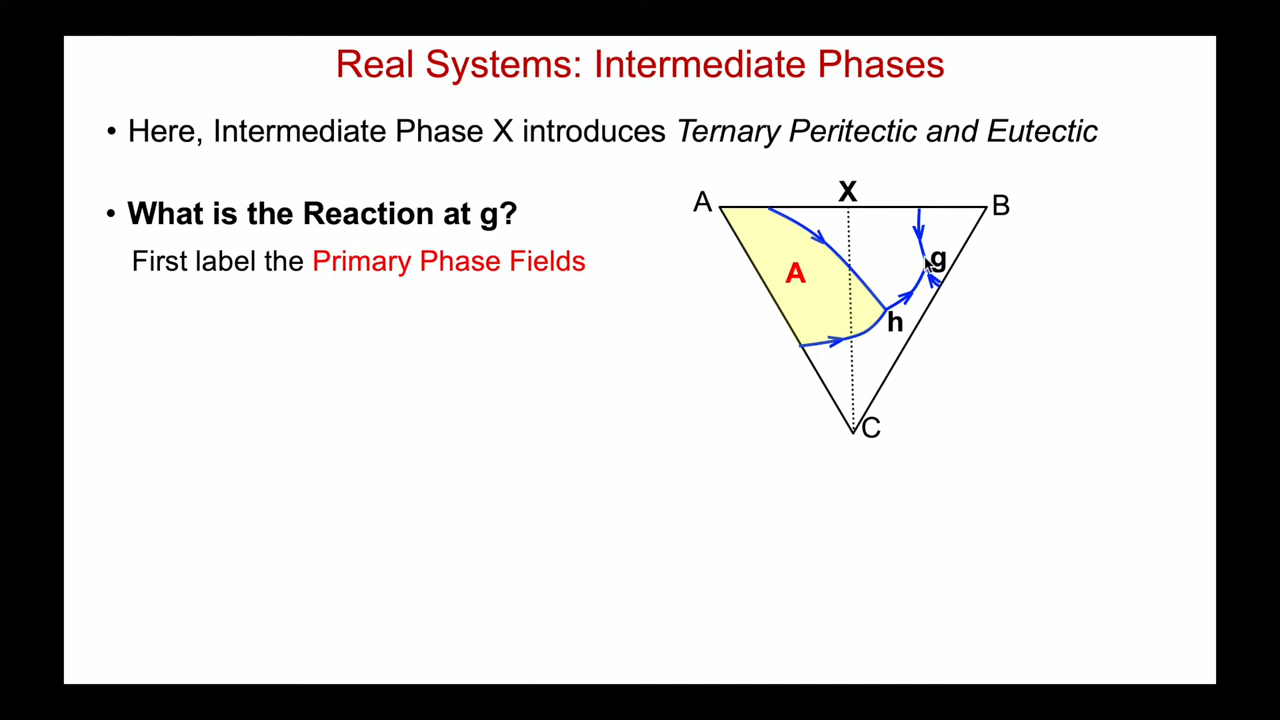 Real Systems: Intermediate Phases
• Here, Intermediate Phase X introduces Ternary Peritectic and Eutectic
• What is the Reaction at g?
First label the Primary Phase Fields
X
A
B
A
g
h
C